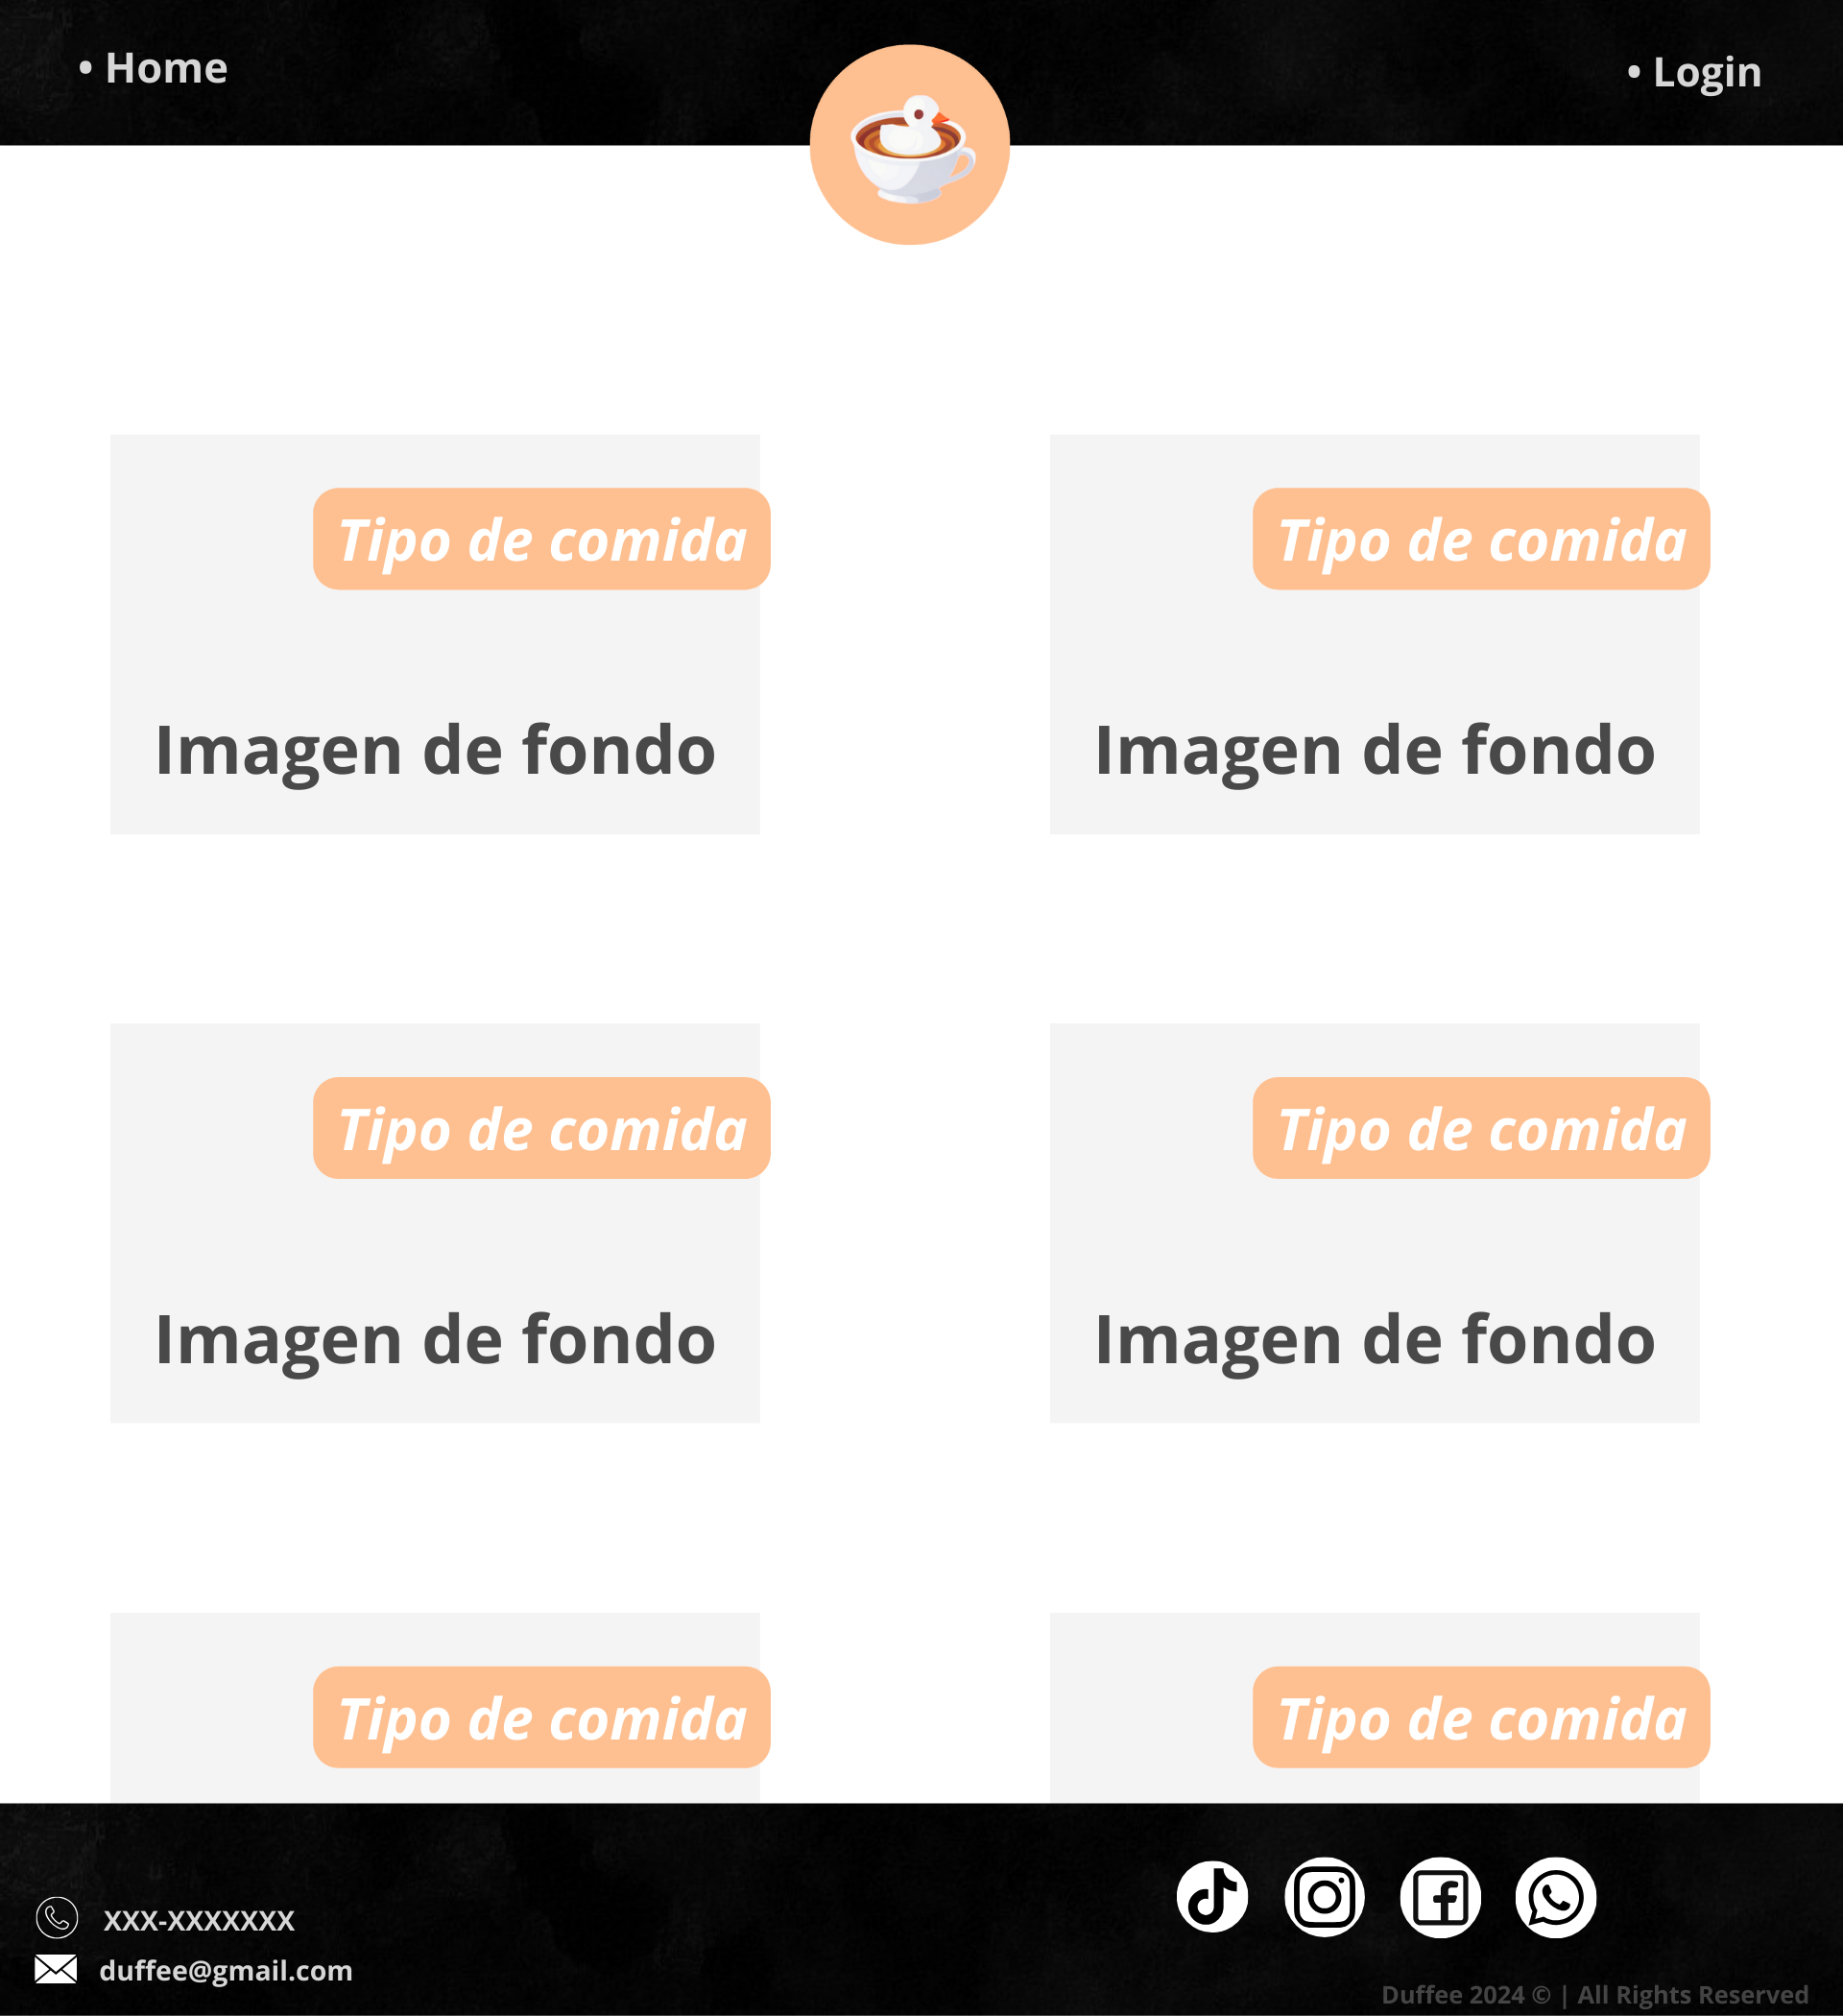 • Home
• Login
Tipo de comida
Tipo de comida
Imagen de fondo
Imagen de fondo
Tipo de comida
Tipo de comida
Imagen de fondo
Imagen de fondo
Tipo de comida
Tipo de comida
XXX-XXXXXXX
duffee@gmail.com
Duffee 2024 © | All Rights Reserved